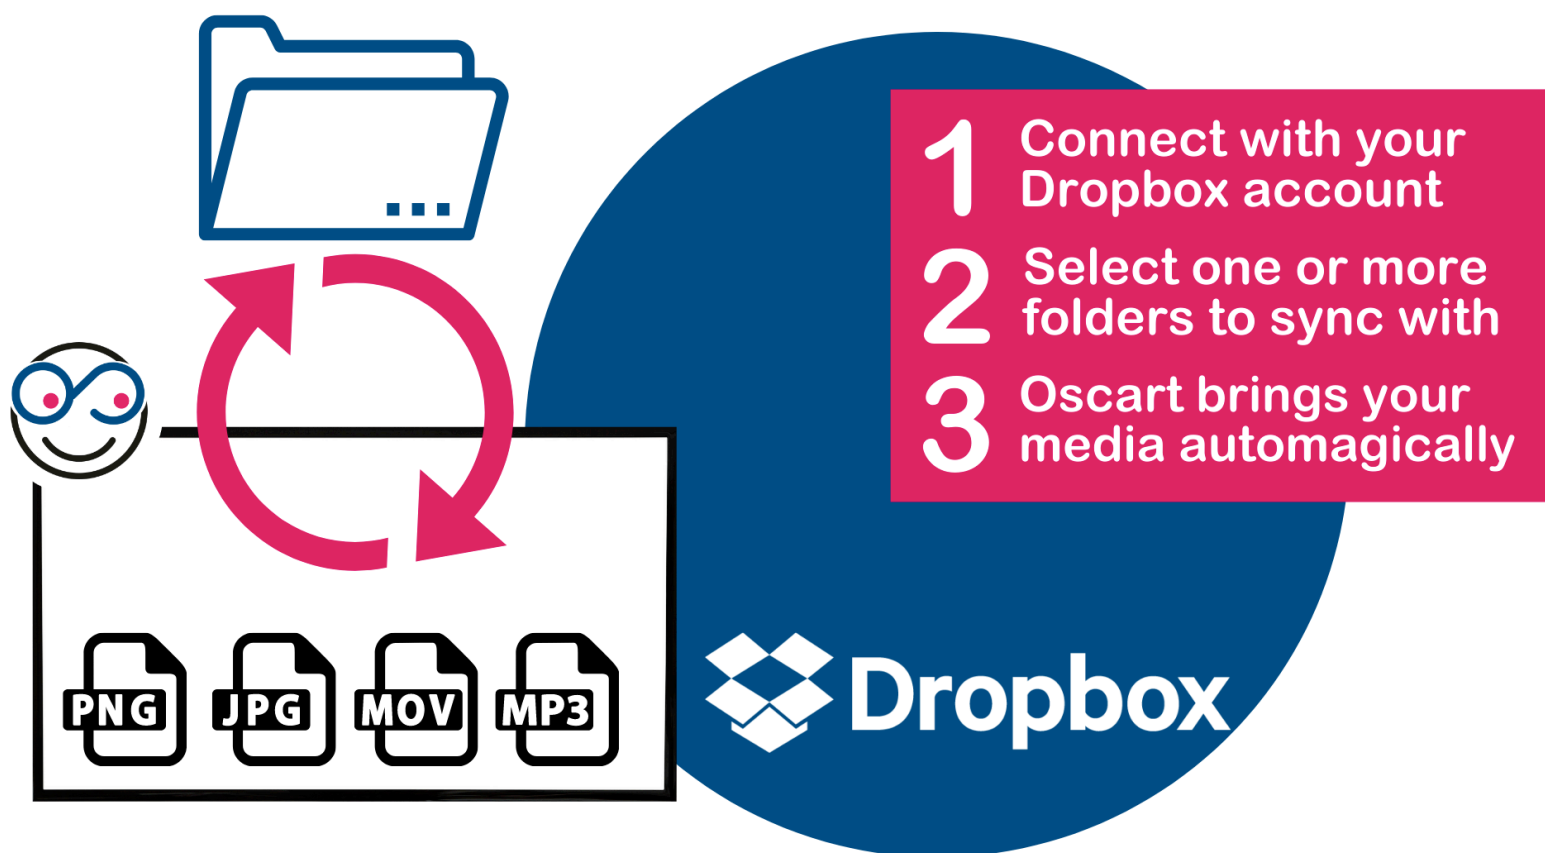 1 Connect with your
Dropbox account
2 Select one or more
folders to sync with
3 Oscart brings your
media automagically
PNG JPG MOV MP3
Dropbox